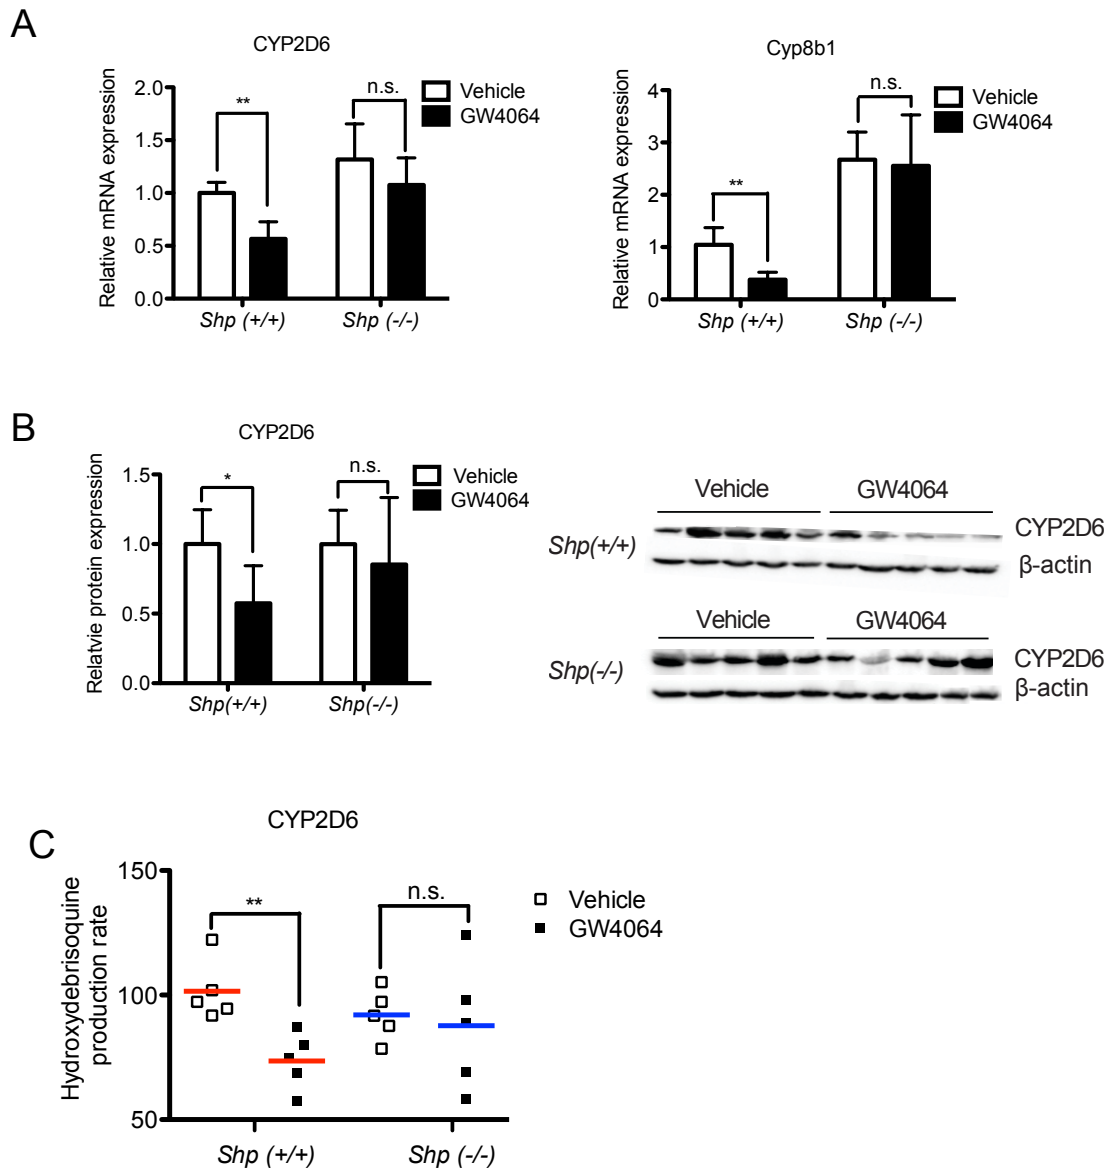 A
CYP2D6
Relative mRNA expression
2.0
1.5
1.0
0.5
0.0
**
n.s.
Vehicle
GW4064
Shp (+/+)
Shp (-/-)
Cyp8b1
Relative mRNA expression
4
3
2
1
0
**
n.s.
Vehicle
GW4064
Shp (+/+)
Shp (-/-)
B
CYP2D6
Relatvie protein expression
1.5
1.0
0.5
0.0
*
n.s.
Vehicle
GW4064
Shp(+/+)
Shp(-/-)
Vehicle
GW4064
Shp(+/+)
CYP2D6
β-actin
Vehicle
GW4064
Shp(-/-)
CYP2D6
β-actin
C
CYP2D6
Hydroxydebrisoquine
production rate
150
100
50
**
n.s.
Vehicle
GW4064
Shp (+/+)
Shp (-/-)